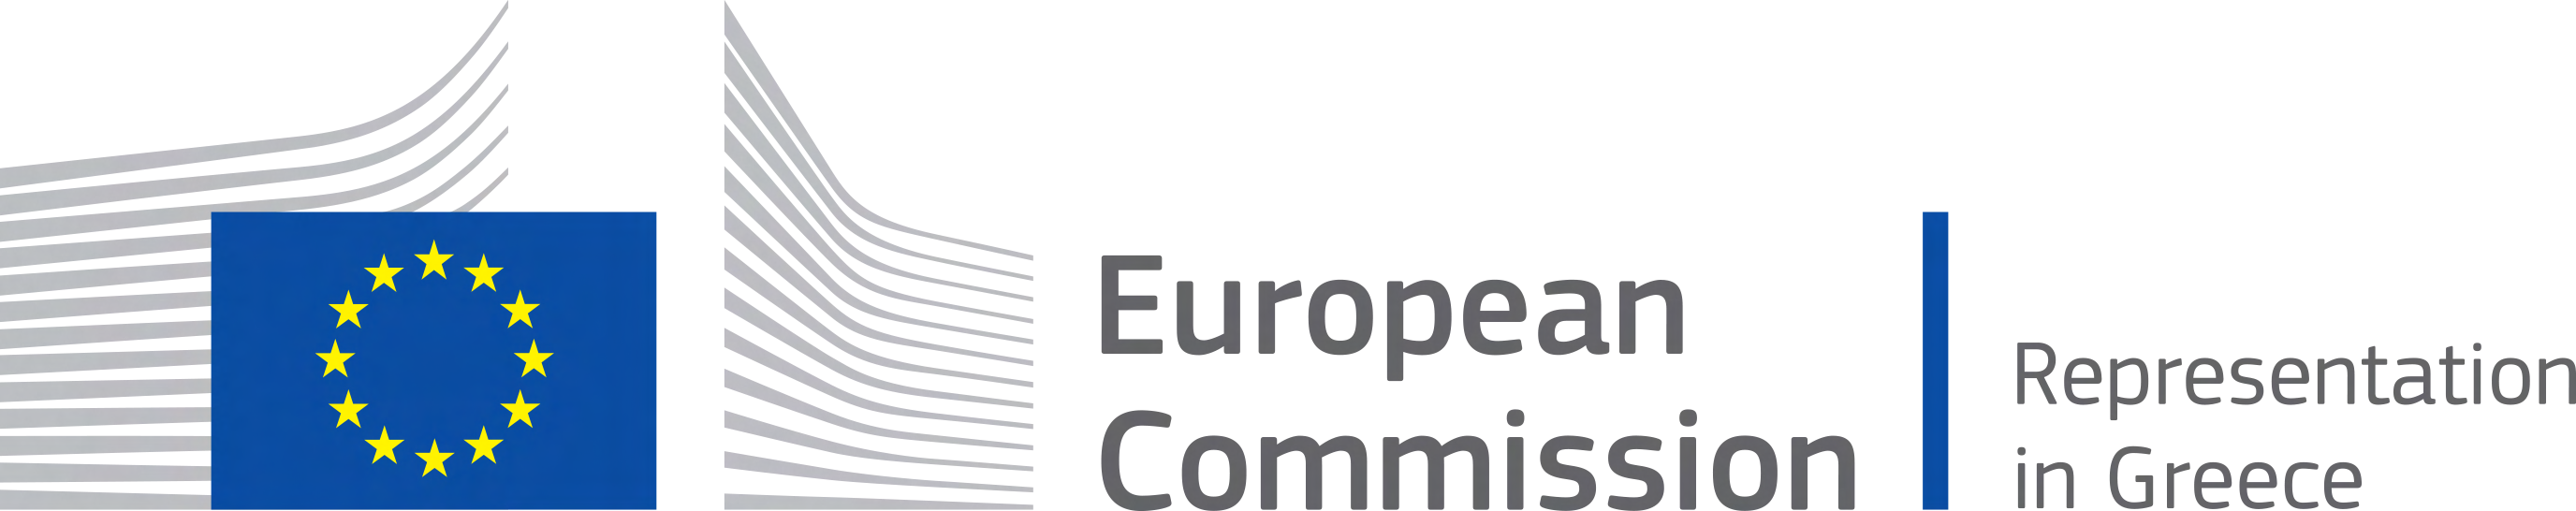 European
Commission
Representation
in Greece